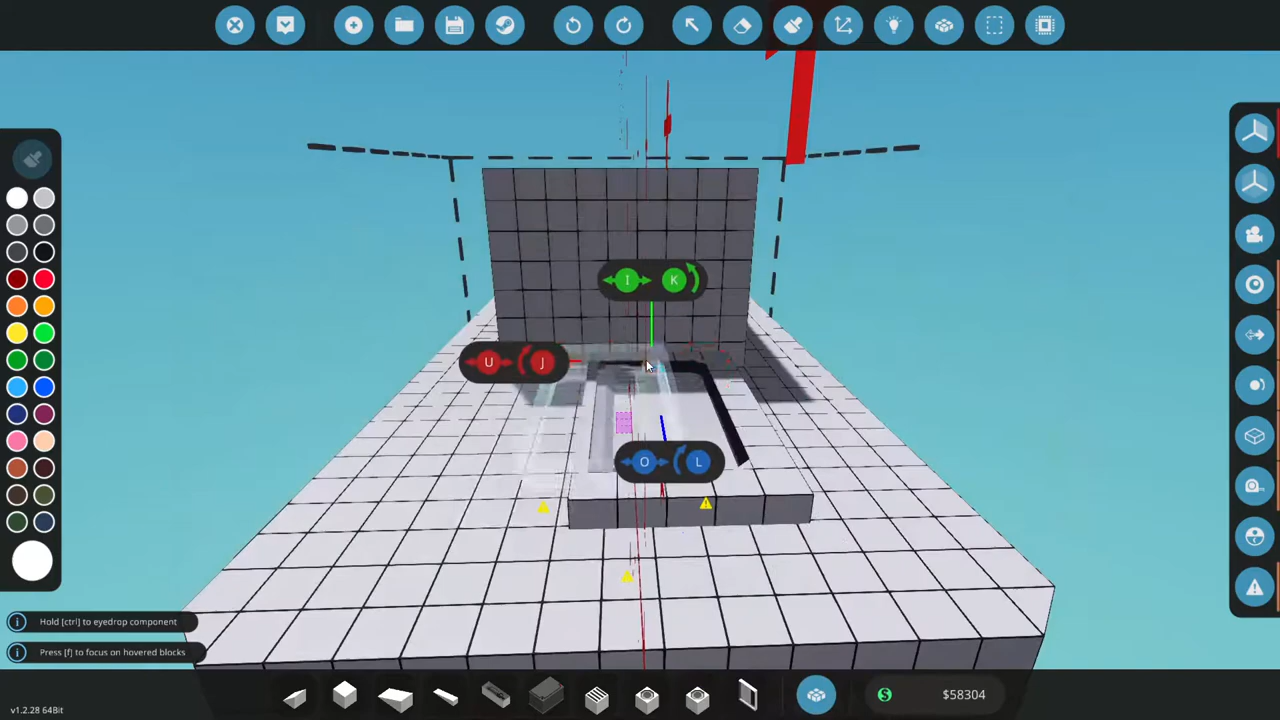 I K
U J
O L
Hold [ctrl] to eyedrop component
Press [f] to focus on hovered blocks
v1.2.28 64Bit
$ $58304